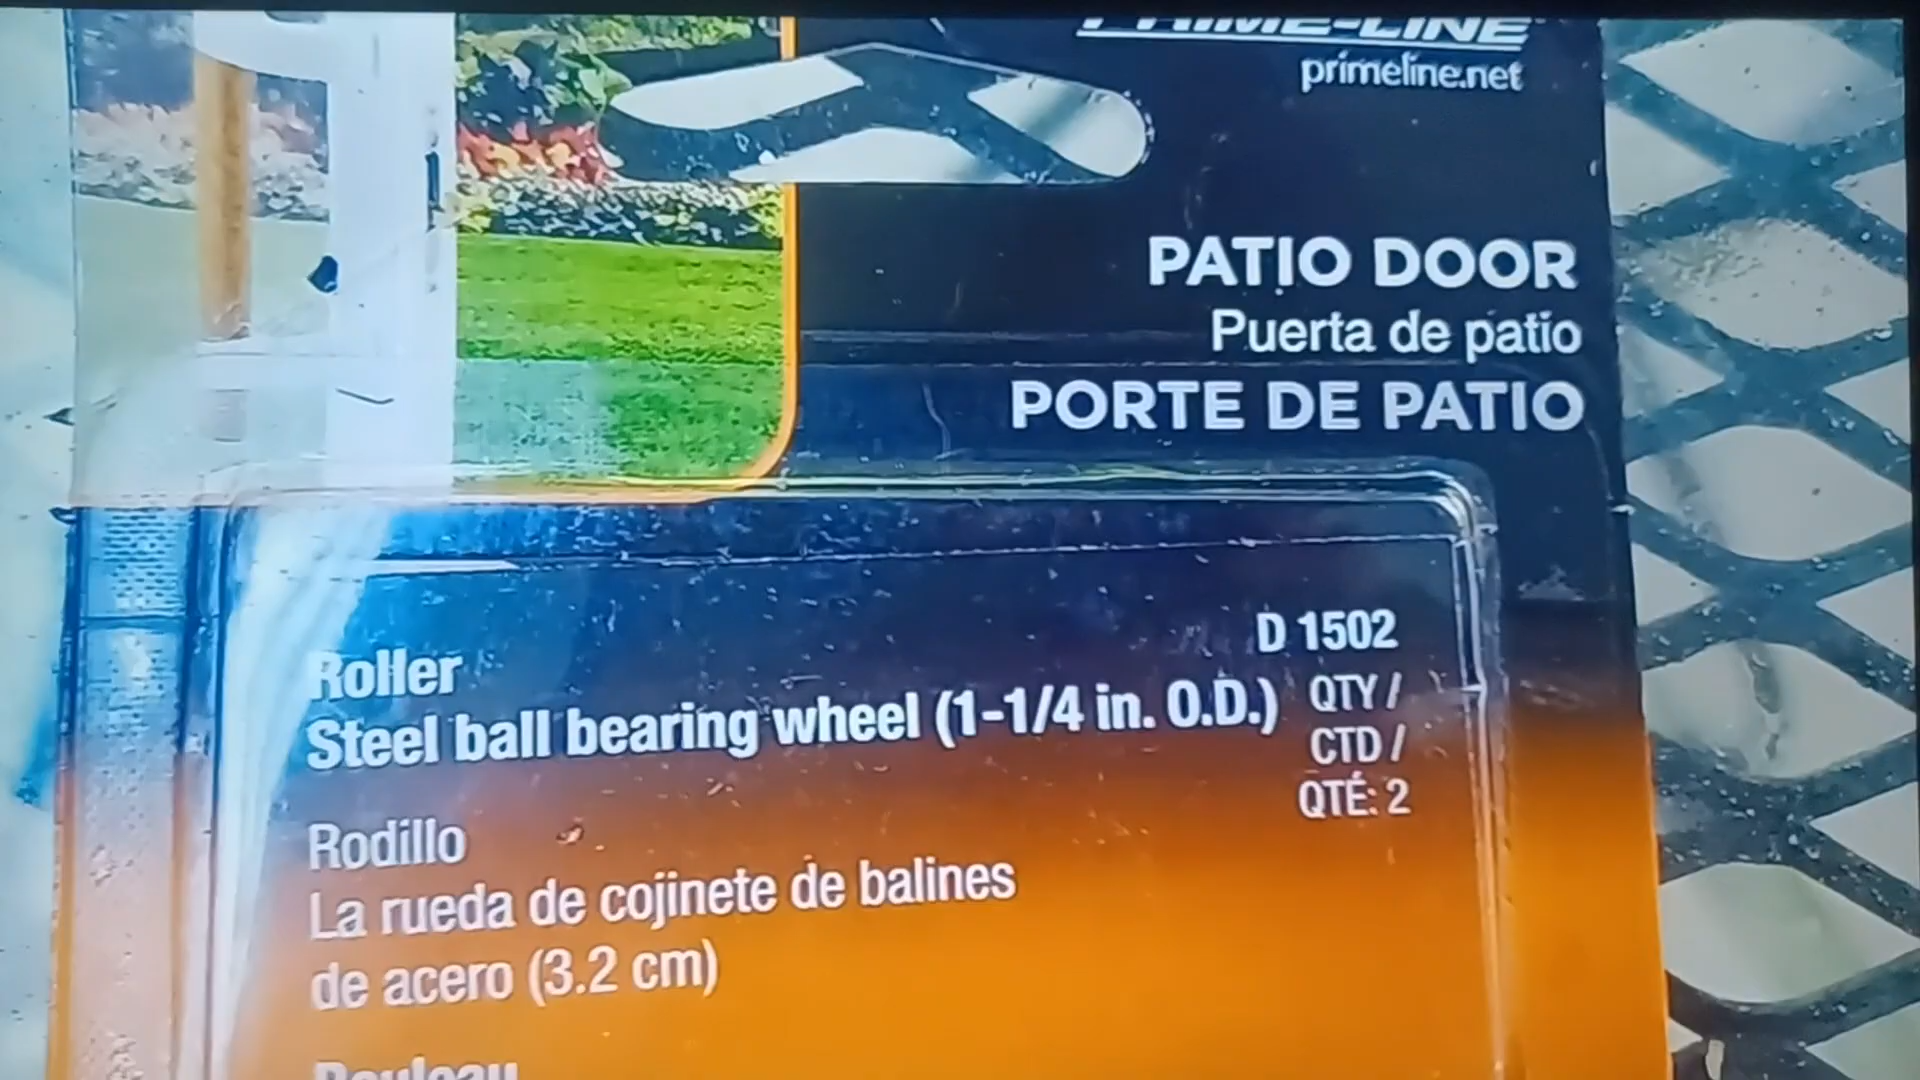 PRIME-LINE
primeline.net
PATIO DOOR
Puerta de patio
PORTE DE PATIO
D 1502
Roller
Steel ball bearing wheel (1-1/4 in. O.D.)
QTY /
CTD /
QTÉ: 2
Rodillo
La rueda de cojinete de balines
de acero (3.2 cm)
Rouleau